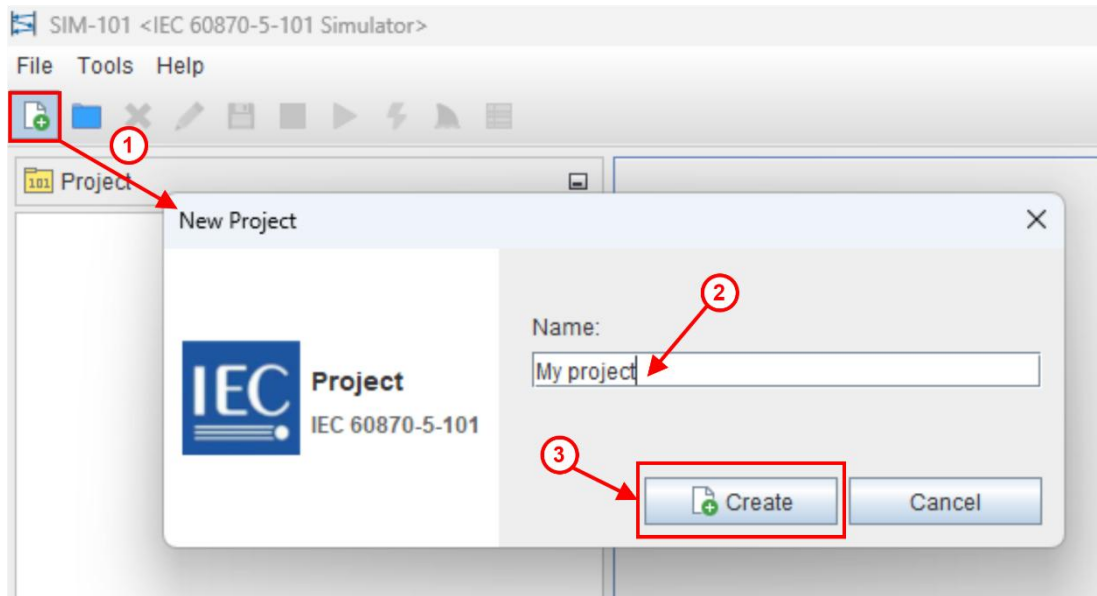 SIM-101 <IEC 60870-5-101 Simulator>
File Tools Help
1
101 Project
New Project
2
Name:
My project
IEC Project
IEC 60870-5-101
3
Create Cancel